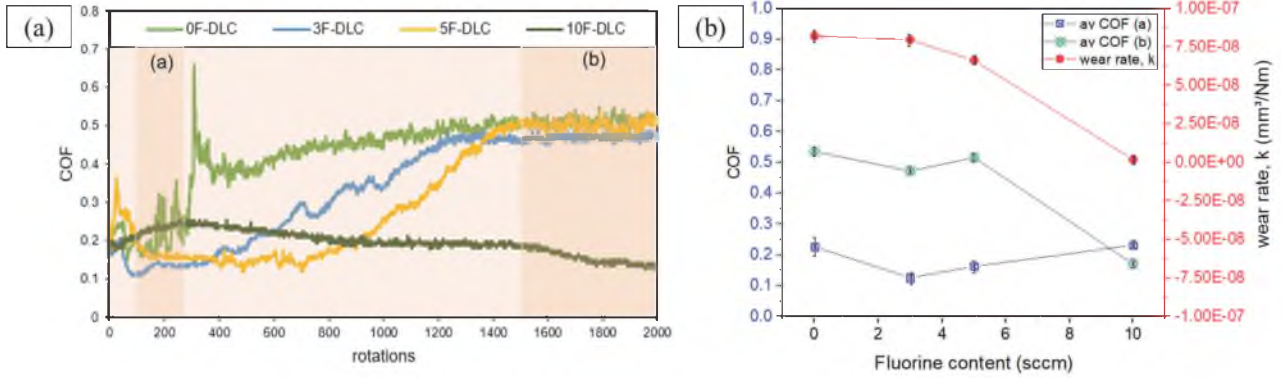 (a)
0F-DLC 3F-DLC 5F-DLC 10F-DLC
COF
0.8
0.7
0.6
0.5
0.4
0.3
0.2
0.1
0
(a)
(b)
0 200 400 600 800 1000 1200 1400 1600 1800 2000
rotations
(b)
COF
1.0
0.9
0.8
0.7
0.6
0.5
0.4
0.3
0.2
0.1
0.0
av COF (a)
av COF (b)
wear rate, k
1.00E-07
7.50E-08
5.00E-08
2.50E-08
0.00E+00
-2.50E-08
-5.00E-08
-7.50E-08
-1.00E-07
wear rate, k (mm³/Nm)
0 2 4 6 8 10
Fluorine content (sccm)